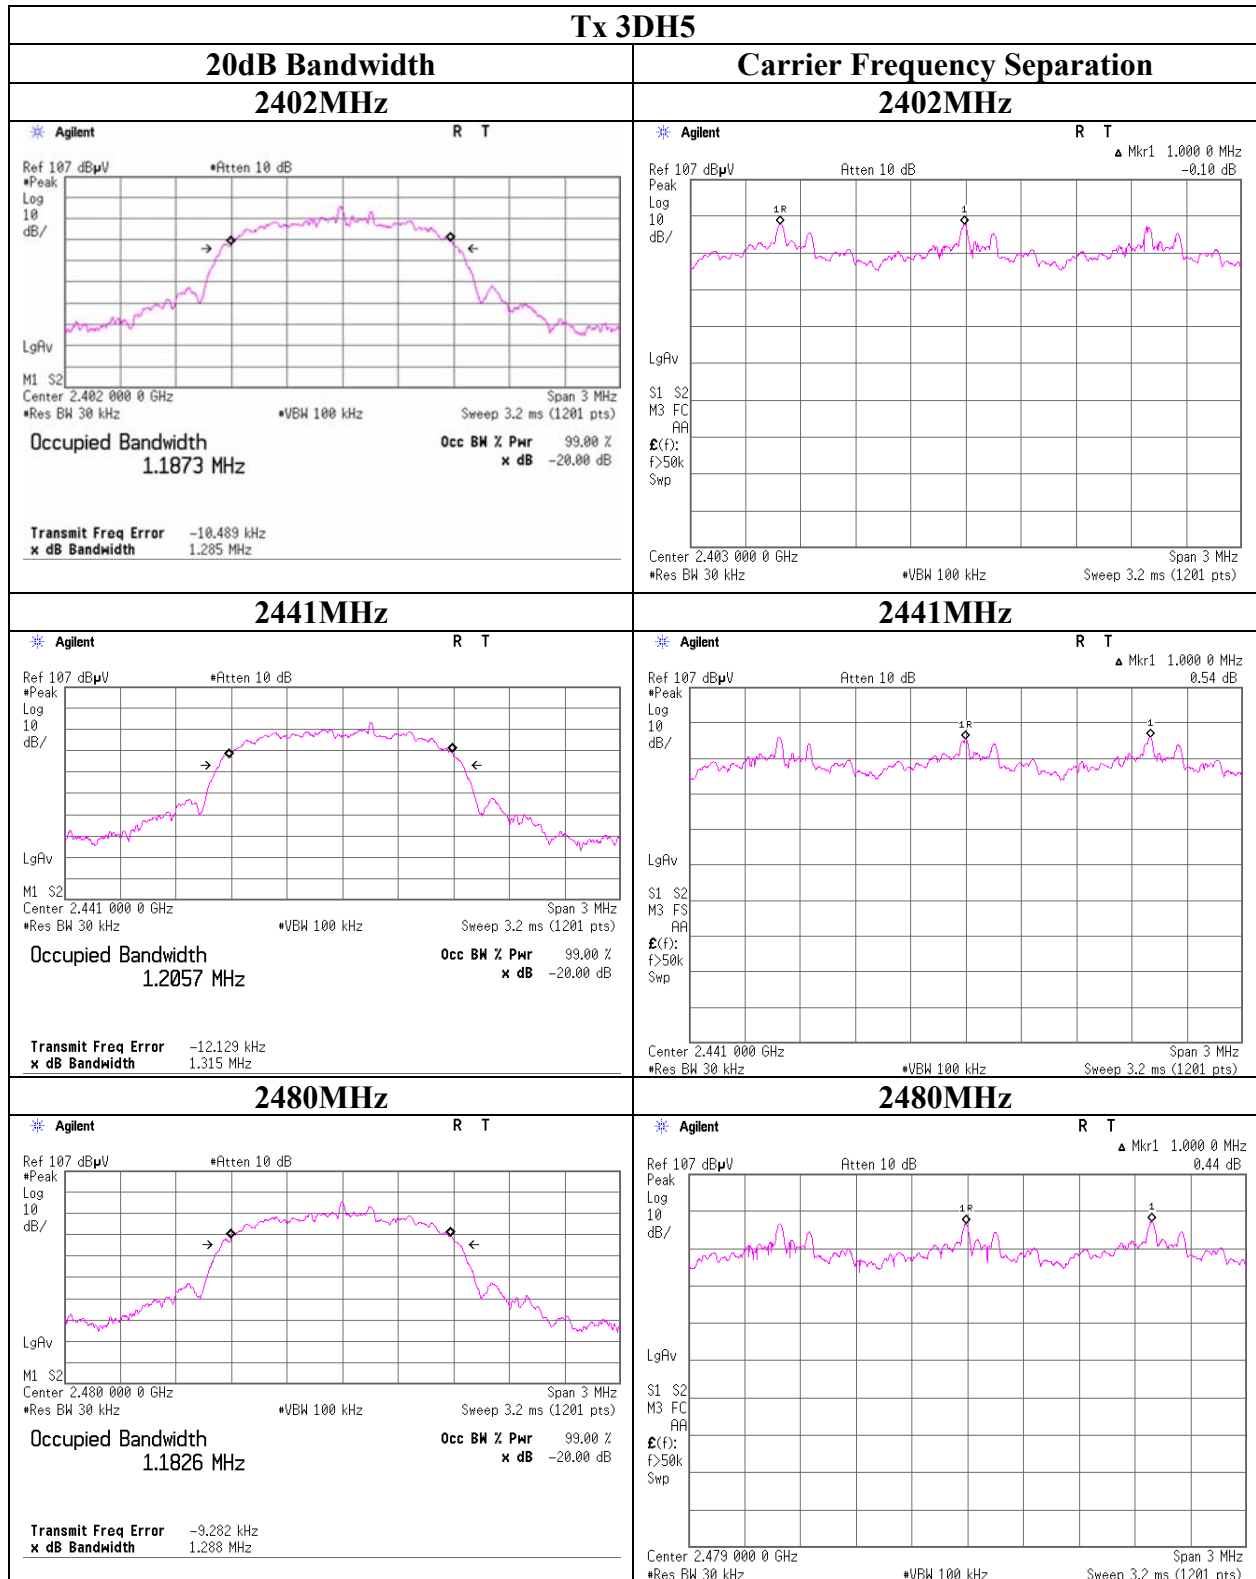 Tx 3DH5
20dB Bandwidth
Carrier Frequency Separation
2402MHz
2402MHz
Agilent R T
Ref 107 dBµV #Atten 10 dB
#Peak
Log
10
dB/
LgAv
M1 S2
Center 2.402 000 0 GHz Span 3 MHz
#Res BW 30 kHz #VBW 100 kHz Sweep 3.2 ms (1201 pts)
Occupied Bandwidth Occ BW % Pwr 99.00 %
1.1873 MHz x dB -20.00 dB
Transmit Freq Error -10.489 kHz
x dB Bandwidth 1.285 MHz
Agilent R T
Δ Mkr1 1.000 0 MHz
Ref 107 dBµV Atten 10 dB -0.10 dB
Peak
Log
10
dB/
1R 1
LgAv
S1 S2
M3 FC
AA
£(f):
f>50k
Swp
Center 2.403 000 0 GHz Span 3 MHz
#Res BW 30 kHz #VBW 100 kHz Sweep 3.2 ms (1201 pts)
2441MHz
2441MHz
Agilent R T
Ref 107 dBµV #Atten 10 dB
#Peak
Log
10
dB/
LgAv
M1 S2
Center 2.441 000 0 GHz Span 3 MHz
#Res BW 30 kHz #VBW 100 kHz Sweep 3.2 ms (1201 pts)
Occupied Bandwidth Occ BW % Pwr 99.00 %
1.2057 MHz x dB -20.00 dB
Transmit Freq Error -12.129 kHz
x dB Bandwidth 1.315 MHz
Agilent R T
Δ Mkr1 1.000 0 MHz
Ref 107 dBµV Atten 10 dB 0.54 dB
#Peak
Log
10
dB/
1R 1
LgAv
S1 S2
M3 FS
AA
£(f):
f>50k
Swp
Center 2.441 000 GHz Span 3 MHz
#Res BW 30 kHz #VBW 100 kHz Sweep 3.2 ms (1201 pts)
2480MHz
2480MHz
Agilent R T
Ref 107 dBµV #Atten 10 dB
#Peak
Log
10
dB/
LgAv
M1 S2
Center 2.480 000 0 GHz Span 3 MHz
#Res BW 30 kHz #VBW 100 kHz Sweep 3.2 ms (1201 pts)
Occupied Bandwidth Occ BW % Pwr 99.00 %
1.1826 MHz x dB -20.00 dB
Transmit Freq Error -9.282 kHz
x dB Bandwidth 1.288 MHz
Agilent R T
Δ Mkr1 1.000 0 MHz
Ref 107 dBµV Atten 10 dB 0.44 dB
Peak
Log
10
dB/
1R 1
LgAv
S1 S2
M3 FC
AA
£(f):
f>50k
Swp
Center 2.479 000 0 GHz Span 3 MHz
#Res BW 30 kHz #VBW 100 kHz Sweep 3.2 ms (1201 pts)